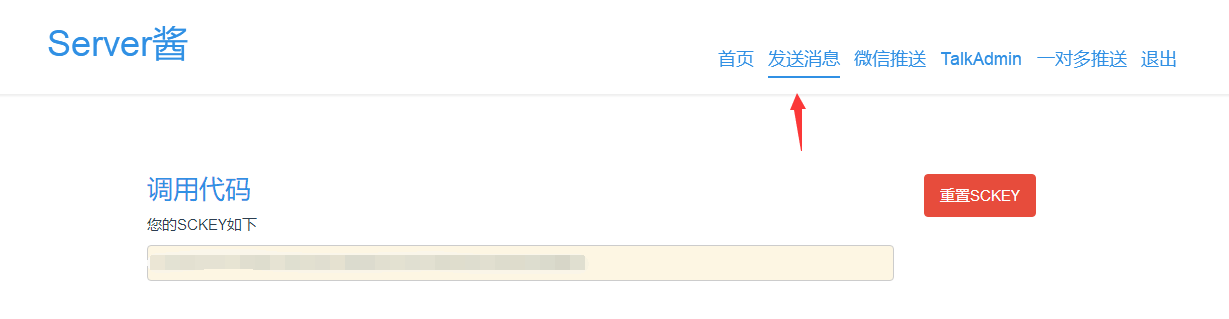 Server酱
首页 发送消息 微信推送 TalkAdmin 一对多推送 退出
调用代码
重置SCKEY
您的SCKEY如下